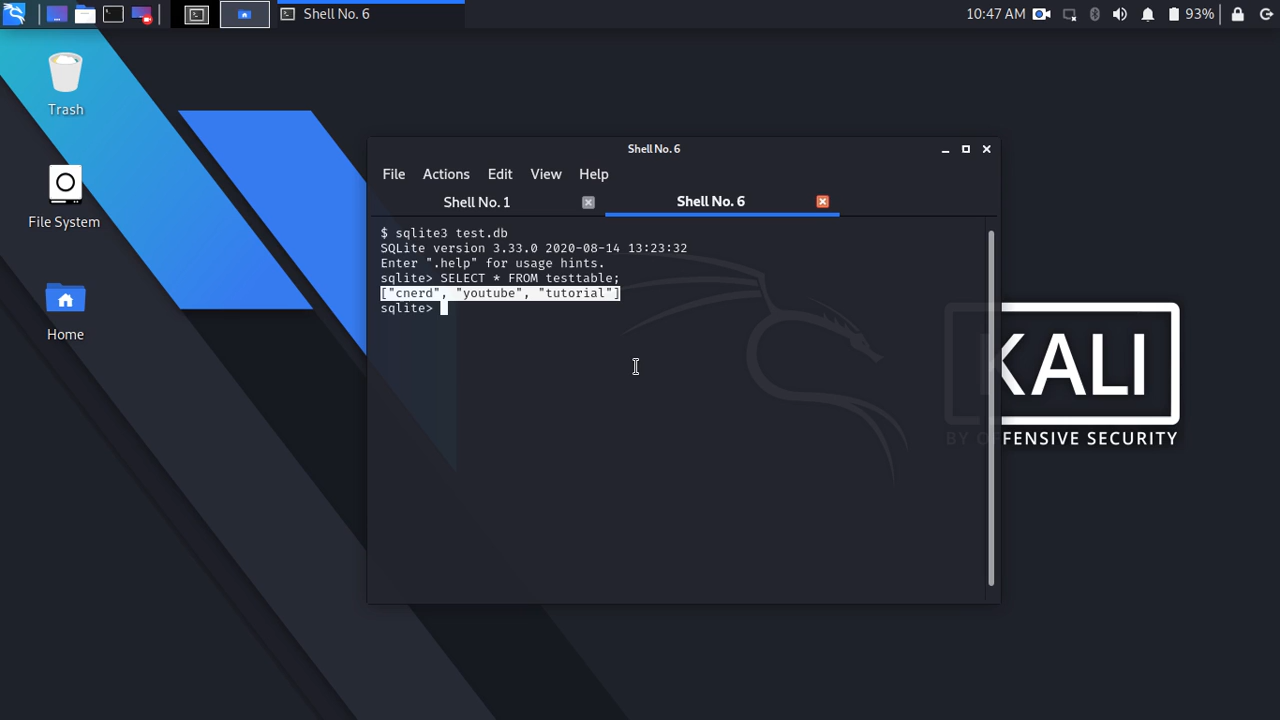 Shell No. 6
10:47 AM
93%
Trash
File System
Home
Shell No. 6
File Actions Edit View Help
Shell No. 1
Shell No. 6
$ sqlite3 test.db
SQLite version 3.33.0 2020-08-14 13:23:32
Enter ".help" for usage hints.
sqlite> SELECT * FROM testtable;
["cnerd", "youtube", "tutorial"]
sqlite>
KALI
BY OFFENSIVE SECURITY